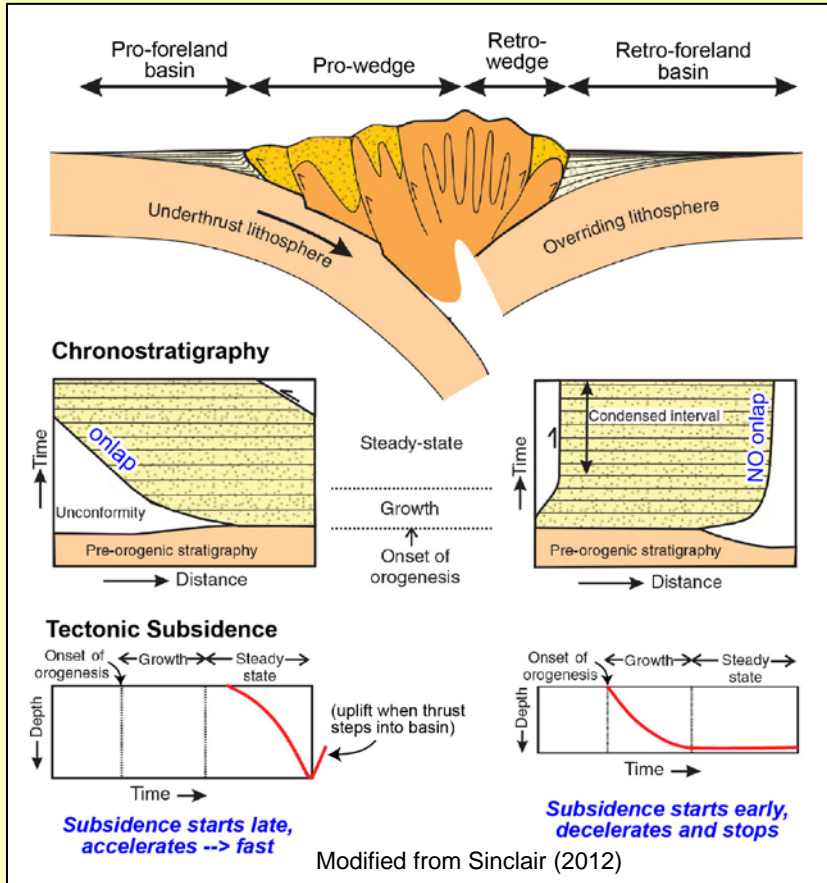 Pro-foreland
basin
Pro-wedge
Retro-
wedge
Retro-foreland
basin
Underthrust lithosphere
Overriding lithosphere
Chronostratigraphy
Time
onlap
Unconformity
Pre-orogenic stratigraphy
Distance
Steady-state
Growth
Onset of
orogenesis
Time
Condensed interval
NO onlap
Pre-orogenic stratigraphy
Distance
Tectonic Subsidence
Onset of
orogenesis
Growth
Steady
state
Depth
(uplift when thrust
steps into basin)
Time
Subsidence starts late,
accelerates --> fast
Onset of
orogenesis
Growth
Steady
state
Depth
Time
Subsidence starts early,
decelerates and stops
Modified from Sinclair (2012)